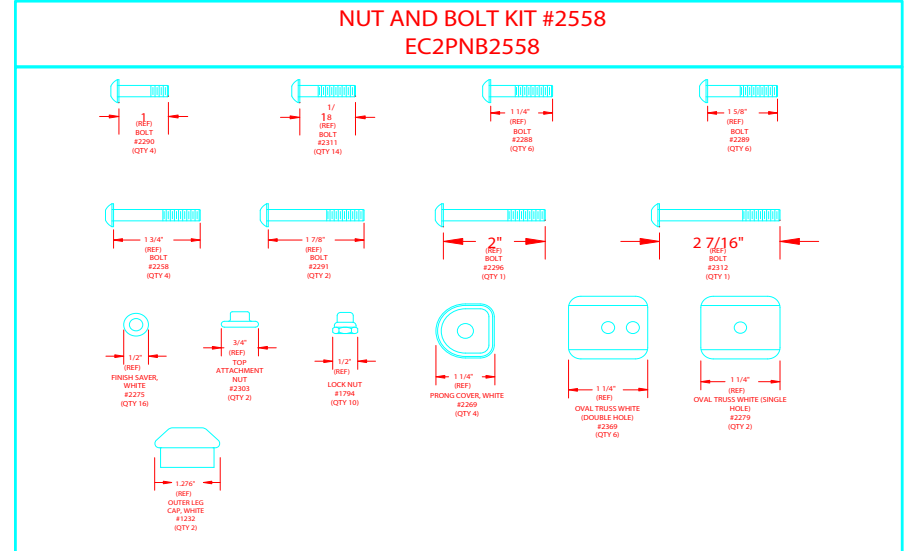 NUT AND BOLT KIT #2558
EC2PNB2558
1
(REF)
BOLT
#2290
(QTY 4)
1 1/8
(REF)
BOLT
#2311
(QTY 14)
1 1/4"
(REF)
BOLT
#2288
(QTY 6)
1 5/8"
(REF)
BOLT
#2289
(QTY 6)
1 3/4"
(REF)
BOLT
#2258
(QTY 4)
1 7/8"
(REF)
BOLT
#2291
(QTY 2)
2"
(REF)
BOLT
#2296
(QTY 1)
2 7/16"
(REF)
BOLT
#2312
(QTY 1)
1/2"
(REF)
FINISH SAVER,
WHITE
#2275
(QTY 16)
3/4"
(REF)
TOP
ATTACHMENT
NUT
#2303
(QTY 2)
1/2"
(REF)
LOCK NUT
#1794
(QTY 10)
1 1/4"
(REF)
PRONG COVER, WHITE
#2269
(QTY 4)
1 1/4"
(REF)
OVAL TRUSS WHITE
(DOUBLE HOLE)
#2369
(QTY 6)
1 1/4"
(REF)
OVAL TRUSS WHITE (SINGLE
HOLE)
#2279
(QTY 2)
1.276"
(REF)
OUTER LEG
CAP, WHITE
#1232
(QTY 2)